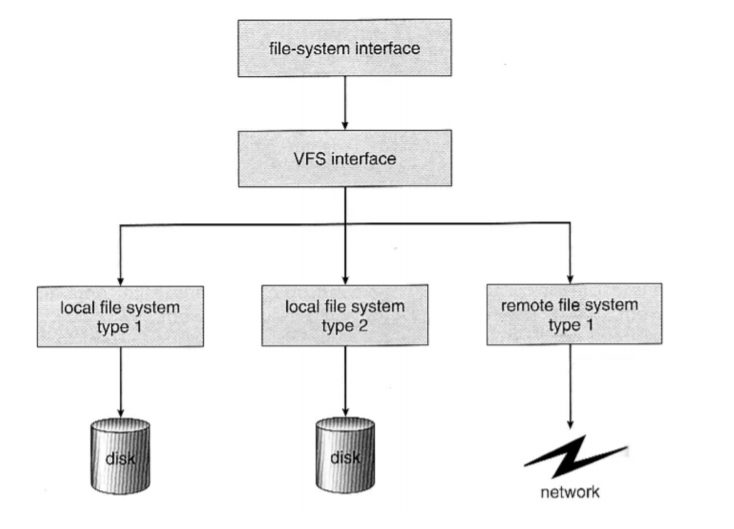 file-system interface
VFS interface
local file system
type 1
local file system
type 2
remote file system
type 1
disk
disk
network